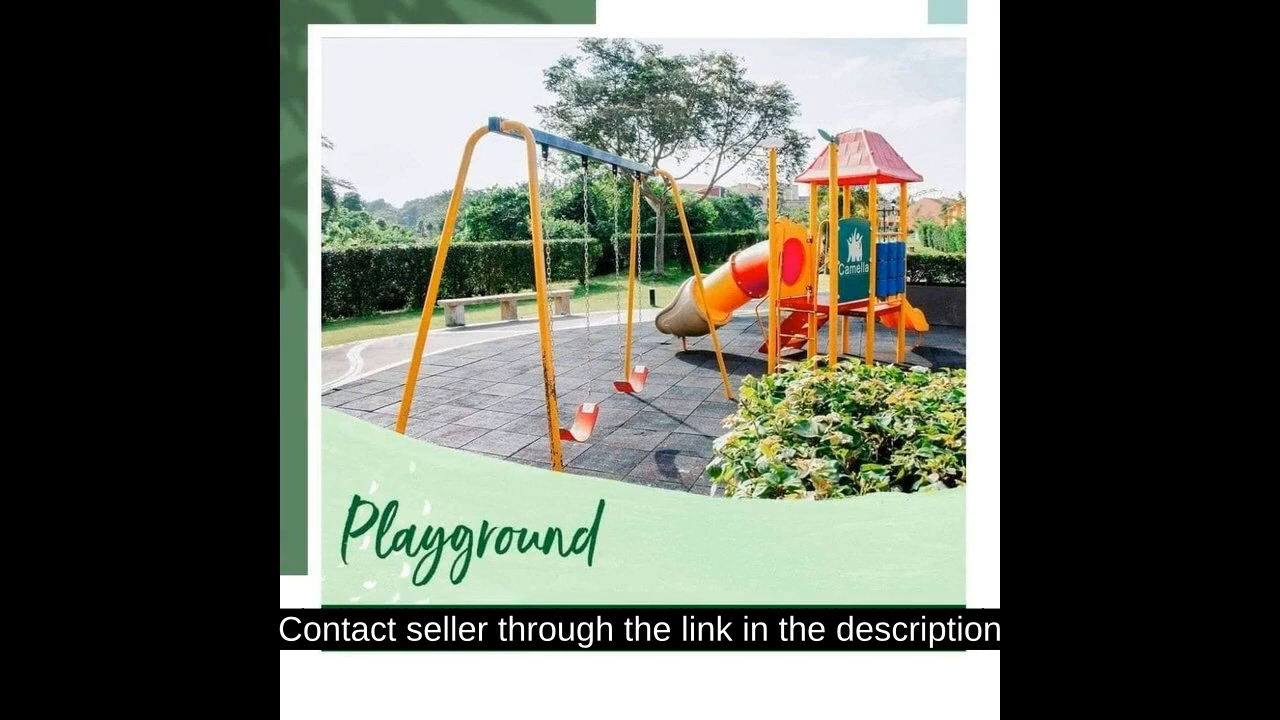 Camella
Playground
Contact seller through the link in the description